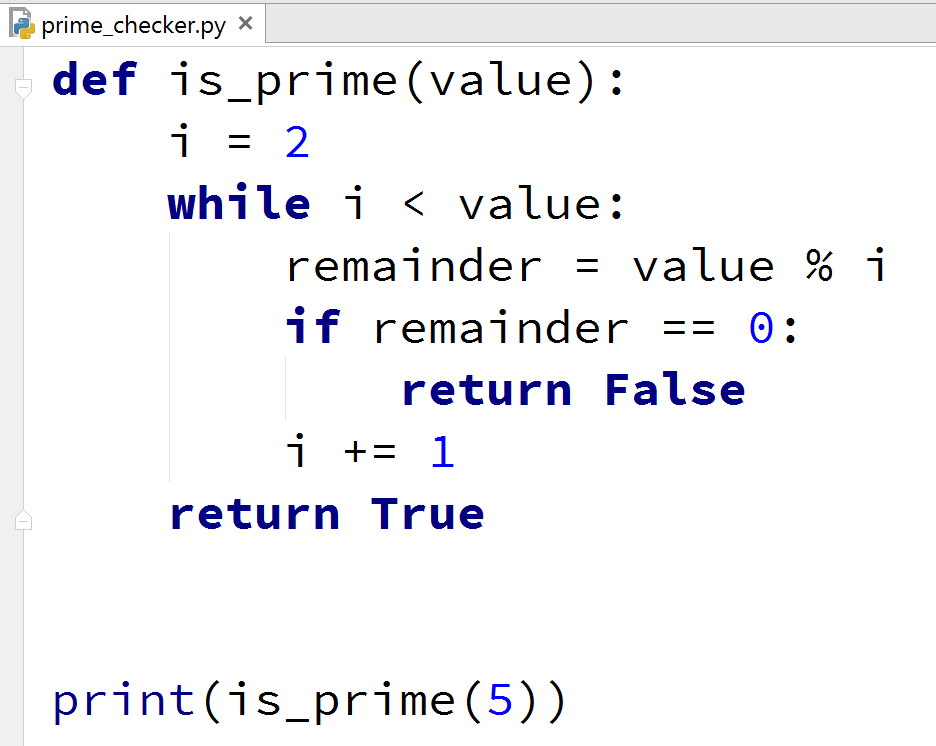 prime_checker.py
def is_prime(value):
    i = 2
    while i < value:
        remainder = value % i
        if remainder == 0:
            return False
        i += 1
    return True
print(is_prime(5))